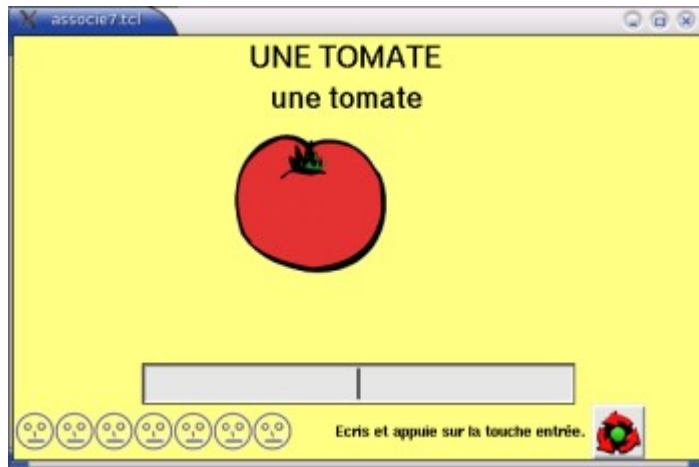 associe7.tcl
UNE TOMATE
une tomate
Ecris et appuie sur la touche entrée.